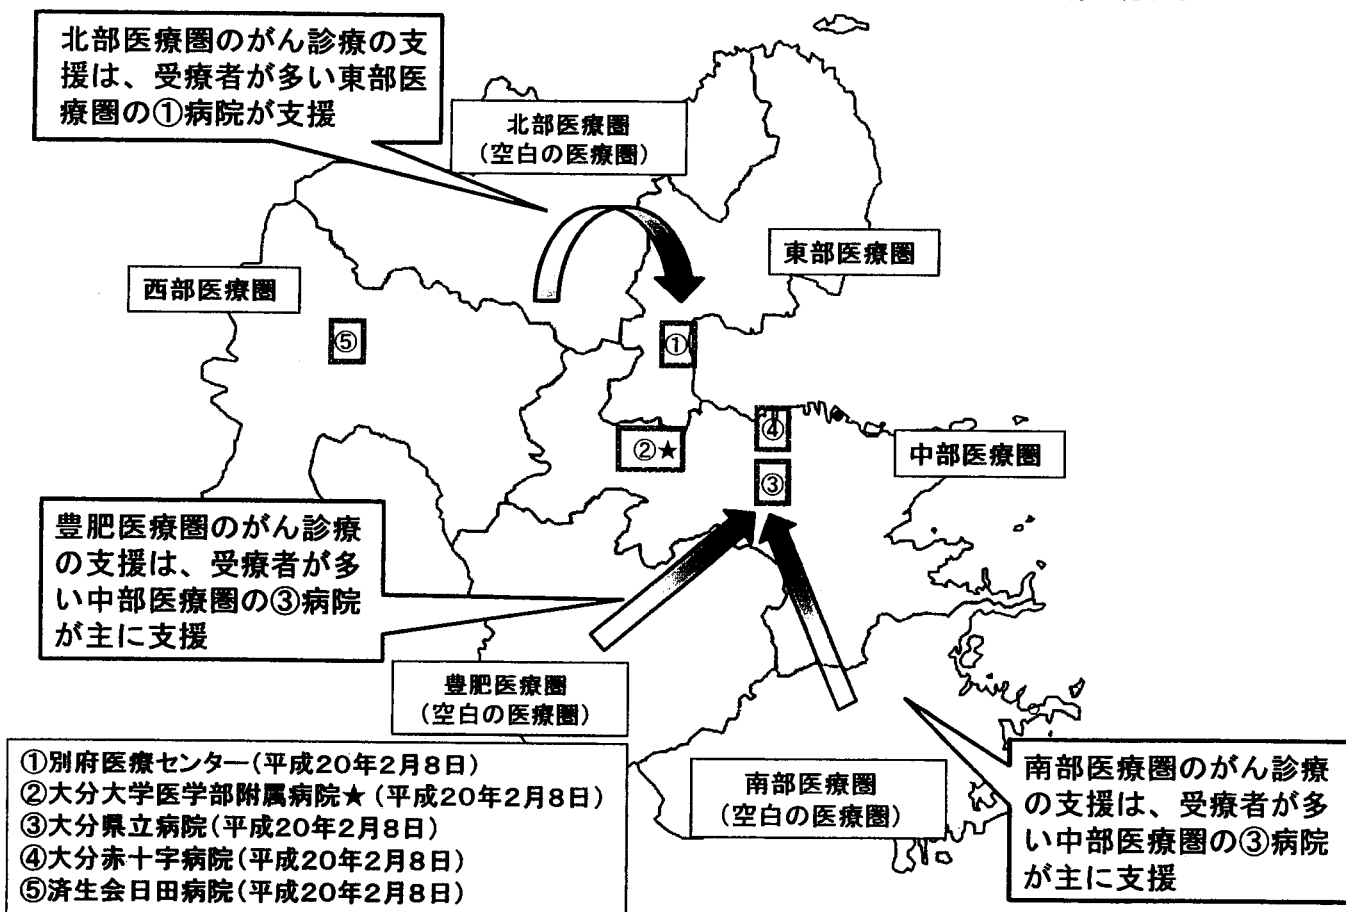 北部医療圏のがん診療の支
援は、受療者が多い東部医
療圏の①病院が支援
北部医療圏
(空白の医療圏)
東部医療圏
西部医療圏
⑤
①
④
②★
③
中部医療圏
豊肥医療圏のがん診療
の支援は、受療者が多
い中部医療圏の③病院
が主に支援
豊肥医療圏
(空白の医療圏)
南部医療圏
(空白の医療圏)
南部医療圏のがん診療
の支援は、受療者が多
い中部医療圏の③病院
が主に支援
①別府医療センター(平成20年2月8日)
②大分大学医学部附属病院★(平成20年2月8日)
③大分県立病院(平成20年2月8日)
④大分赤十字病院(平成20年2月8日)
⑤済生会日田病院(平成20年2月8日)